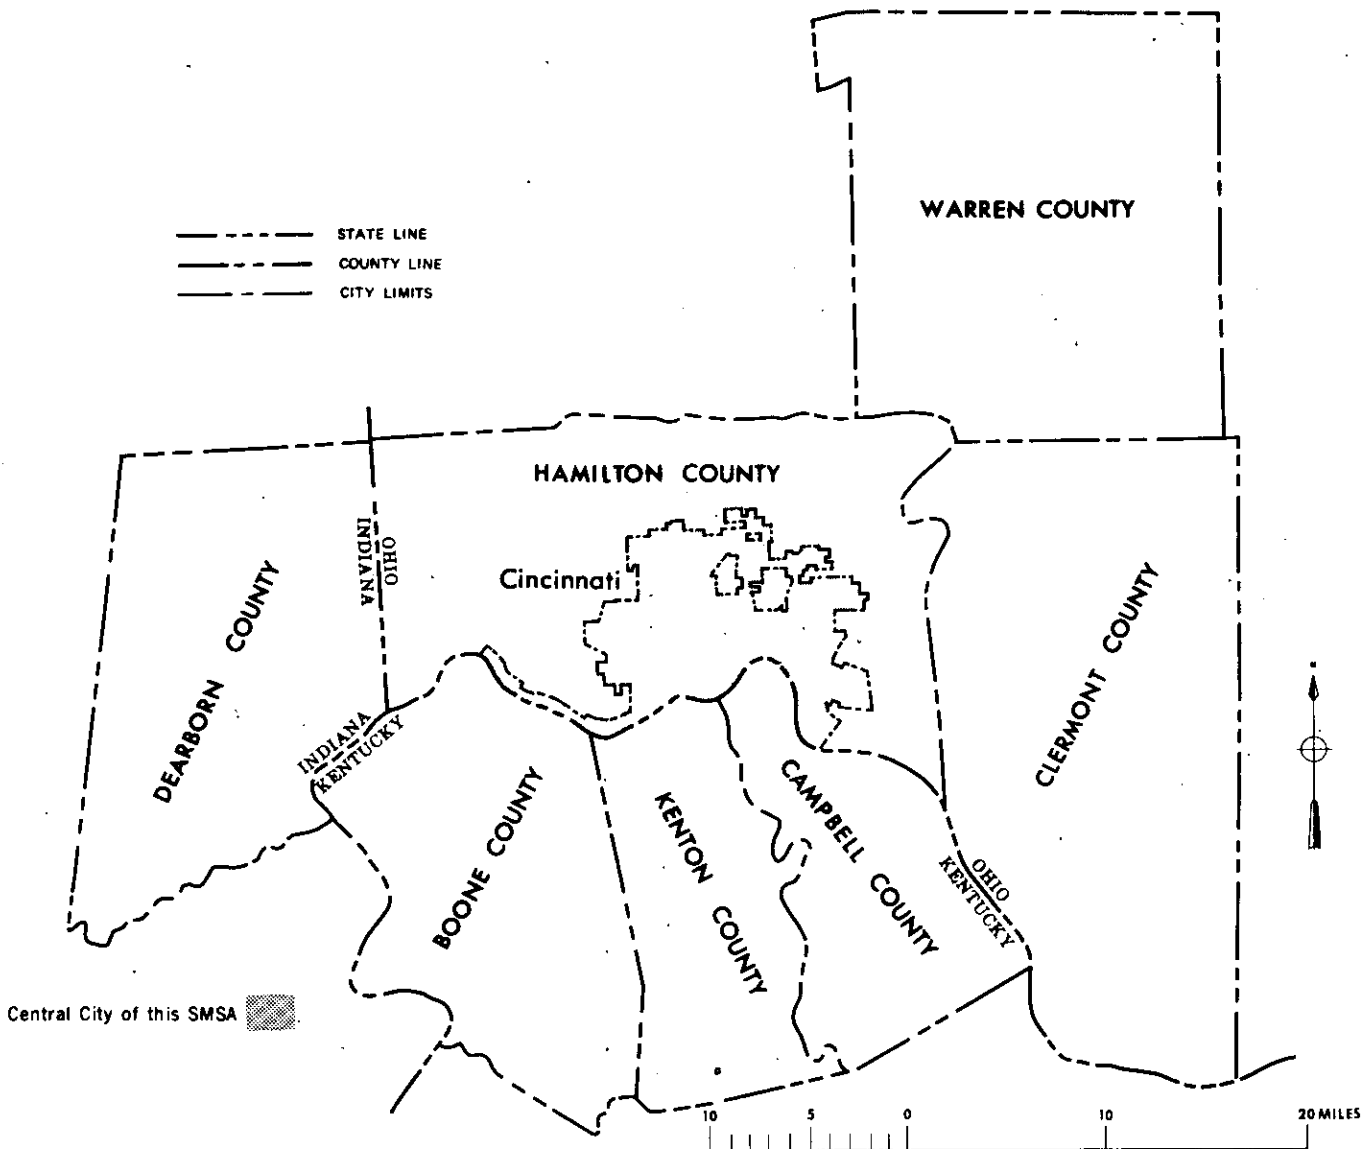 WARREN COUNTY
STATE LINE
COUNTY LINE
CITY LIMITS
HAMILTON COUNTY
OHIO
INDIANA
Cincinnati
DEARBORN COUNTY
CLERMONT COUNTY
INDIANA
KENTUCKY
BOONE COUNTY
KENTON COUNTY
CAMPBELL COUNTY
OHIO
KENTUCKY
Central City of this SMSA
10 5 0 10 20 MILES